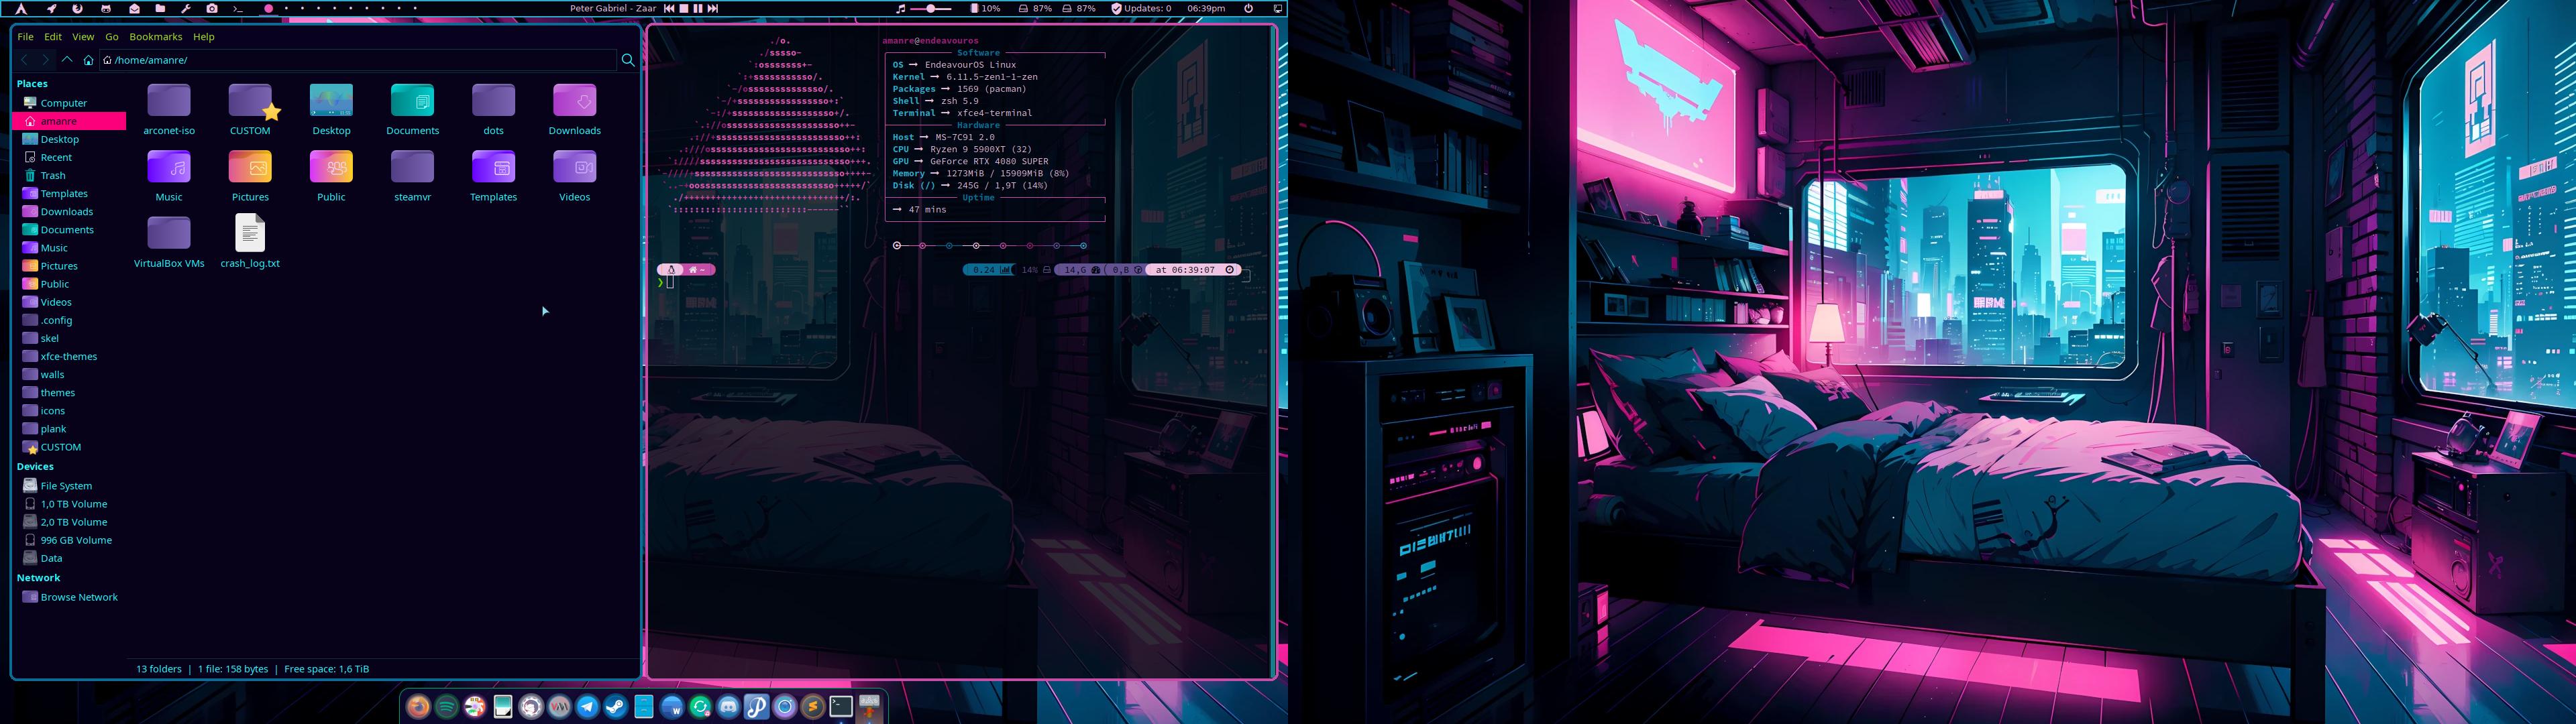 Peter Gabriel - Zaar
10%
87%
87%
Updates: 0
06:39pm
File Edit View Go Bookmarks Help
/home/amanre/
Places
Computer
amanre
Desktop
Recent
Trash
Templates
Downloads
Documents
Music
Pictures
Public
Videos
.config
skel
xfce-themes
walls
themes
icons
plank
CUSTOM
Devices
File System
1,0 TB Volume
2,0 TB Volume
996 GB Volume
Data
Network
Browse Network
arconet-iso CUSTOM Desktop Documents dots Downloads
Music Pictures Public steamvr Templates Videos
VirtualBox VMs crash_log.txt
13 folders | 1 file: 158 bytes | Free space: 1,6 TiB
amanre@endeavouros
Software
OS → EndeavourOS Linux
Kernel → 6.11.5-zen1-1-zen
Packages → 1569 (pacman)
Shell → zsh 5.9
Terminal → xfce4-terminal
Hardware
Host → MS-7C91 2.0
CPU → Ryzen 9 5900XT (32)
GPU → GeForce RTX 4080 SUPER
Memory → 1273MiB / 15909MiB (8%)
Disk (/) → 245G / 1,9T (14%)
Uptime
→ 47 mins
~ 0.24 14% 14,G 0,B at 06:39:07
❯